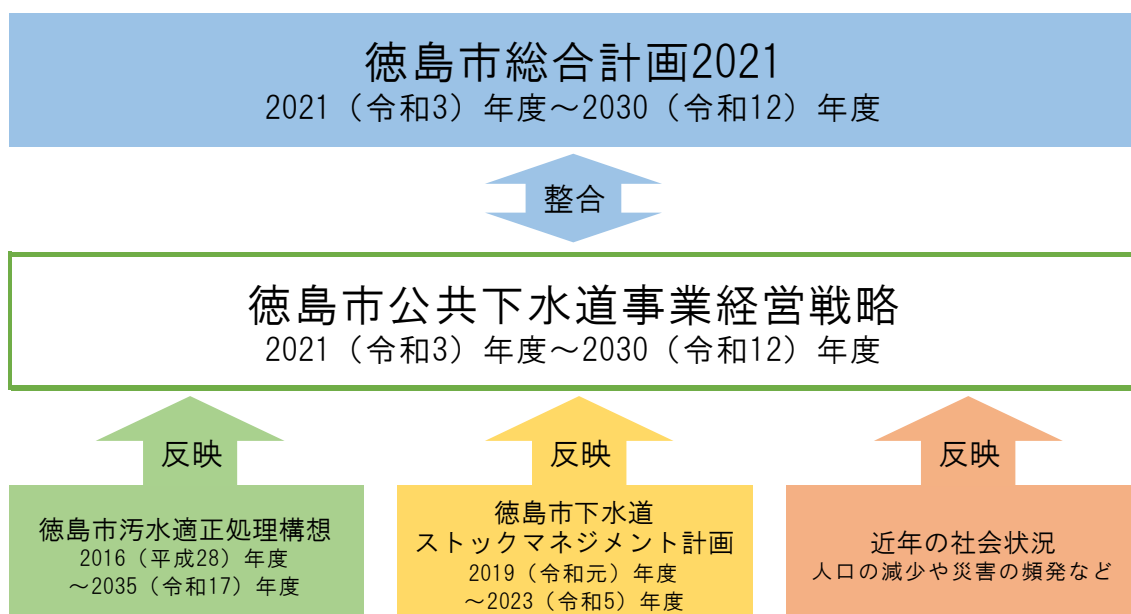 徳島市総合計画2021
2021（令和3）年度～2030（令和12）年度
整合
徳島市公共下水道事業経営戦略
2021（令和3）年度～2030（令和12）年度
反映
反映
反映
徳島市汚水適正処理構想
2016（平成28）年度
～2035（令和17）年度
徳島市下水道
ストックマネジメント計画
2019（令和元）年度
～2023（令和5）年度
近年の社会状況
人口の減少や災害の頻発など